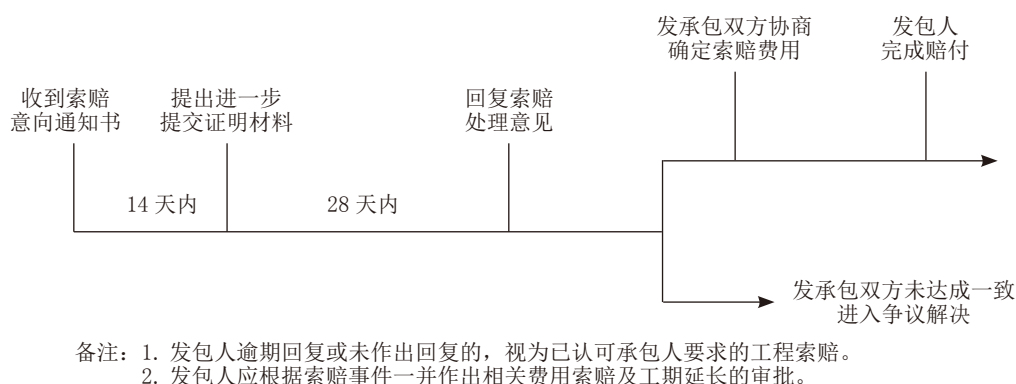 发承包双方协商
确定索赔费用
发包人
完成赔付
收到索赔
意向通知书
提出进一步
提交证明材料
回复索赔
处理意见
14 天内
28 天内
发承包双方未达成一致
进入争议解决
备注：1. 发包人逾期回复或未作出回复的，视为已认可承包人要求的工程索赔。
2. 发包人应根据索赔事件一并作出相关费用索赔及工期延长的审批。